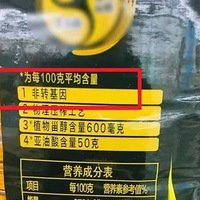 *为每100克平均含量
1 非转基因
2 物理压榨工艺
3 *植物甾醇含量600毫克
4 *亚油酸含量50克
营养成分表
项目 每100克 营养素参考值%